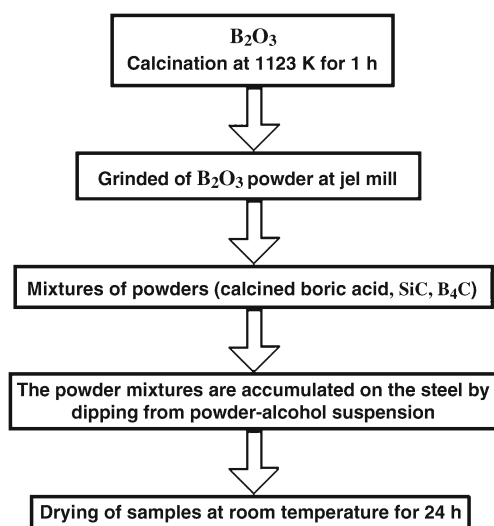 B₂O₃
Calcination at 1123 K for 1 h
Grinded of B₂O₃ powder at jel mill
Mixtures of powders (calcined boric acid, SiC, B₄C)
The powder mixtures are accumulated on the steel by
dipping from powder-alcohol suspension
Drying of samples at room temperature for 24 h